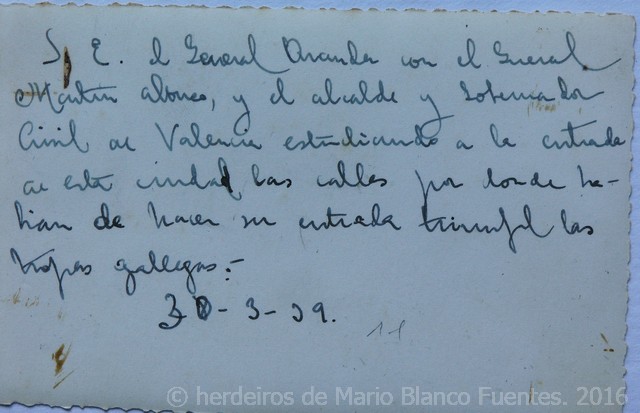 S. E. el General Aranda con el General
Martin Alonso, y el alcalde y Gobernador
Civil de Valencia estudiando a la entrada
de esta ciudad las calles por donde ha-
bian de hacer su entrada triunfal las
tropas gallegas.-
30-3-39.
11
© herdeiros de Mario Blanco Fuentes. 2016